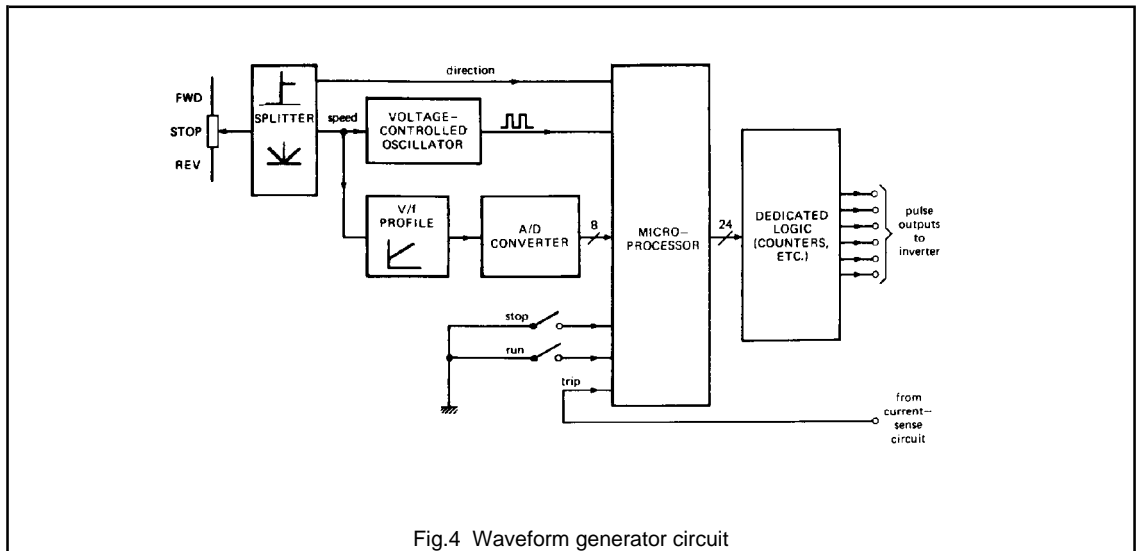 direction
FWD
STOP
REV
SPLITTER
speed
VOLTAGE–
CONTROLLED
OSCILLATOR
V/f
PROFILE
A/D
CONVERTER
8
MICRO–
PROCESSOR
24
DEDICATED
LOGIC
(COUNTERS,
ETC.)
pulse
outputs
to
inverter
stop
run
trip
from
current–
sense
circuit
Fig.4 Waveform generator circuit